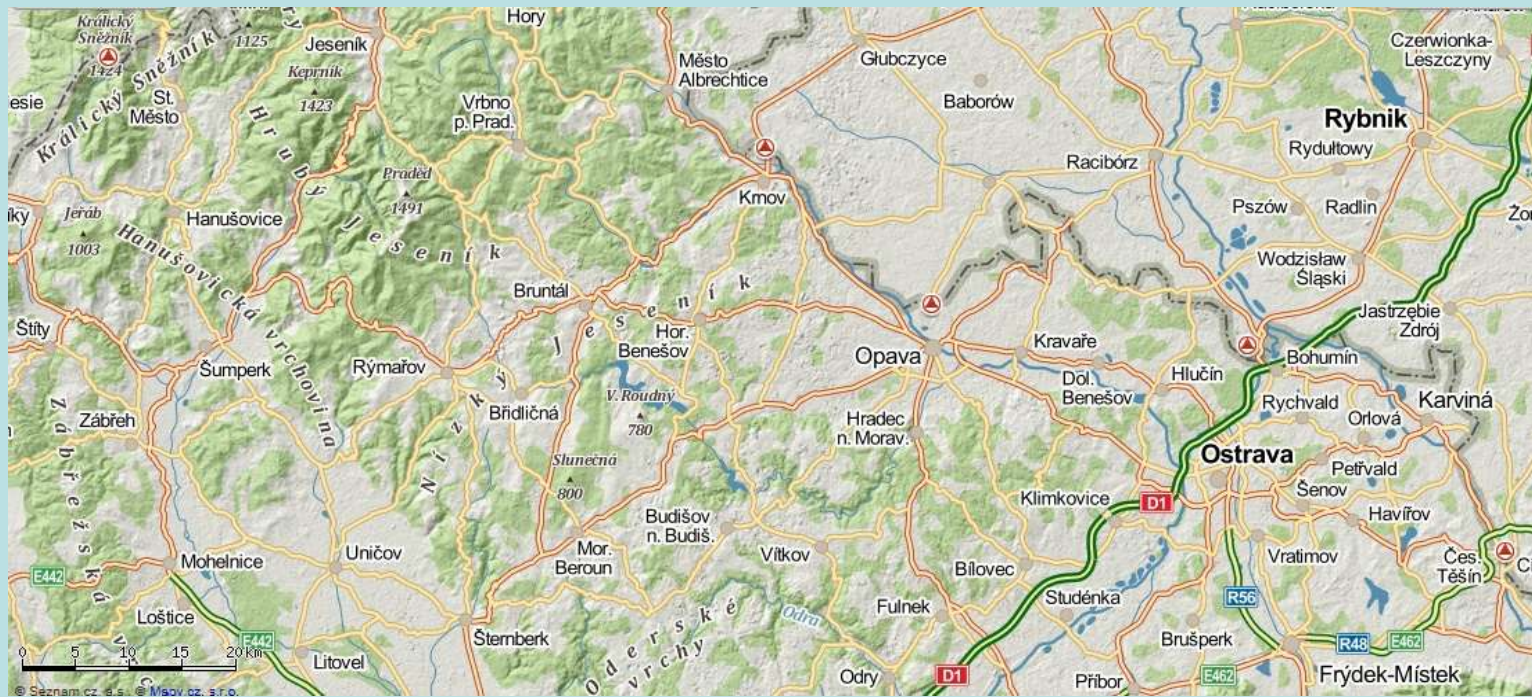 Králický
Sněžník
1424
1125
Jeseník
Hory
Keprník
1423
St.
Město
Králický Sněžník
Hrubý Jeseník
Vrbno
p. Prad.
Město
Albrechtice
Głubczyce
Baborów
Czerwionka-
Leszczyny
Rybnik
Rydułtowy
Racibórz
Praděd
1491
Krnov
Pszów
Radlin
Jeřáb
1003
Hanušovice
Hanušovická vrchovina
Wodzisław
Śląski
Bruntál
Nízký Jeseník
Jastrzębie
Zdrój
Štíty
Hor.
Benešov
Opava
Kravaře
Bohumín
Šumperk
Rýmařov
Dol.
Benešov
Hlučín
V. Roudný
780
Břidličná
Rychvald
Karviná
Orlová
Zábřeh
Hradec
n. Morav.
Ostrava
Slunečná
800
Petřvald
Šenov
Klimkovice
D1
Havířov
Budišov
n. Budiš.
Vítkov
Mor.
Beroun
Uničov
Mohelnice
Vratimov
Čes.
Těšín
Bílovec
E442
Studénka
R56
Loštice
Fulnek
Odra
Oderské
vrchy
Šternberk
Brušperk
E442
R48
E462
Litovel
0 5 10 15 20 km
Odry
D1
Příbor
E462
Frýdek-Místek
© Seznam.cz, a.s., © Mapy.cz, s.r.o.